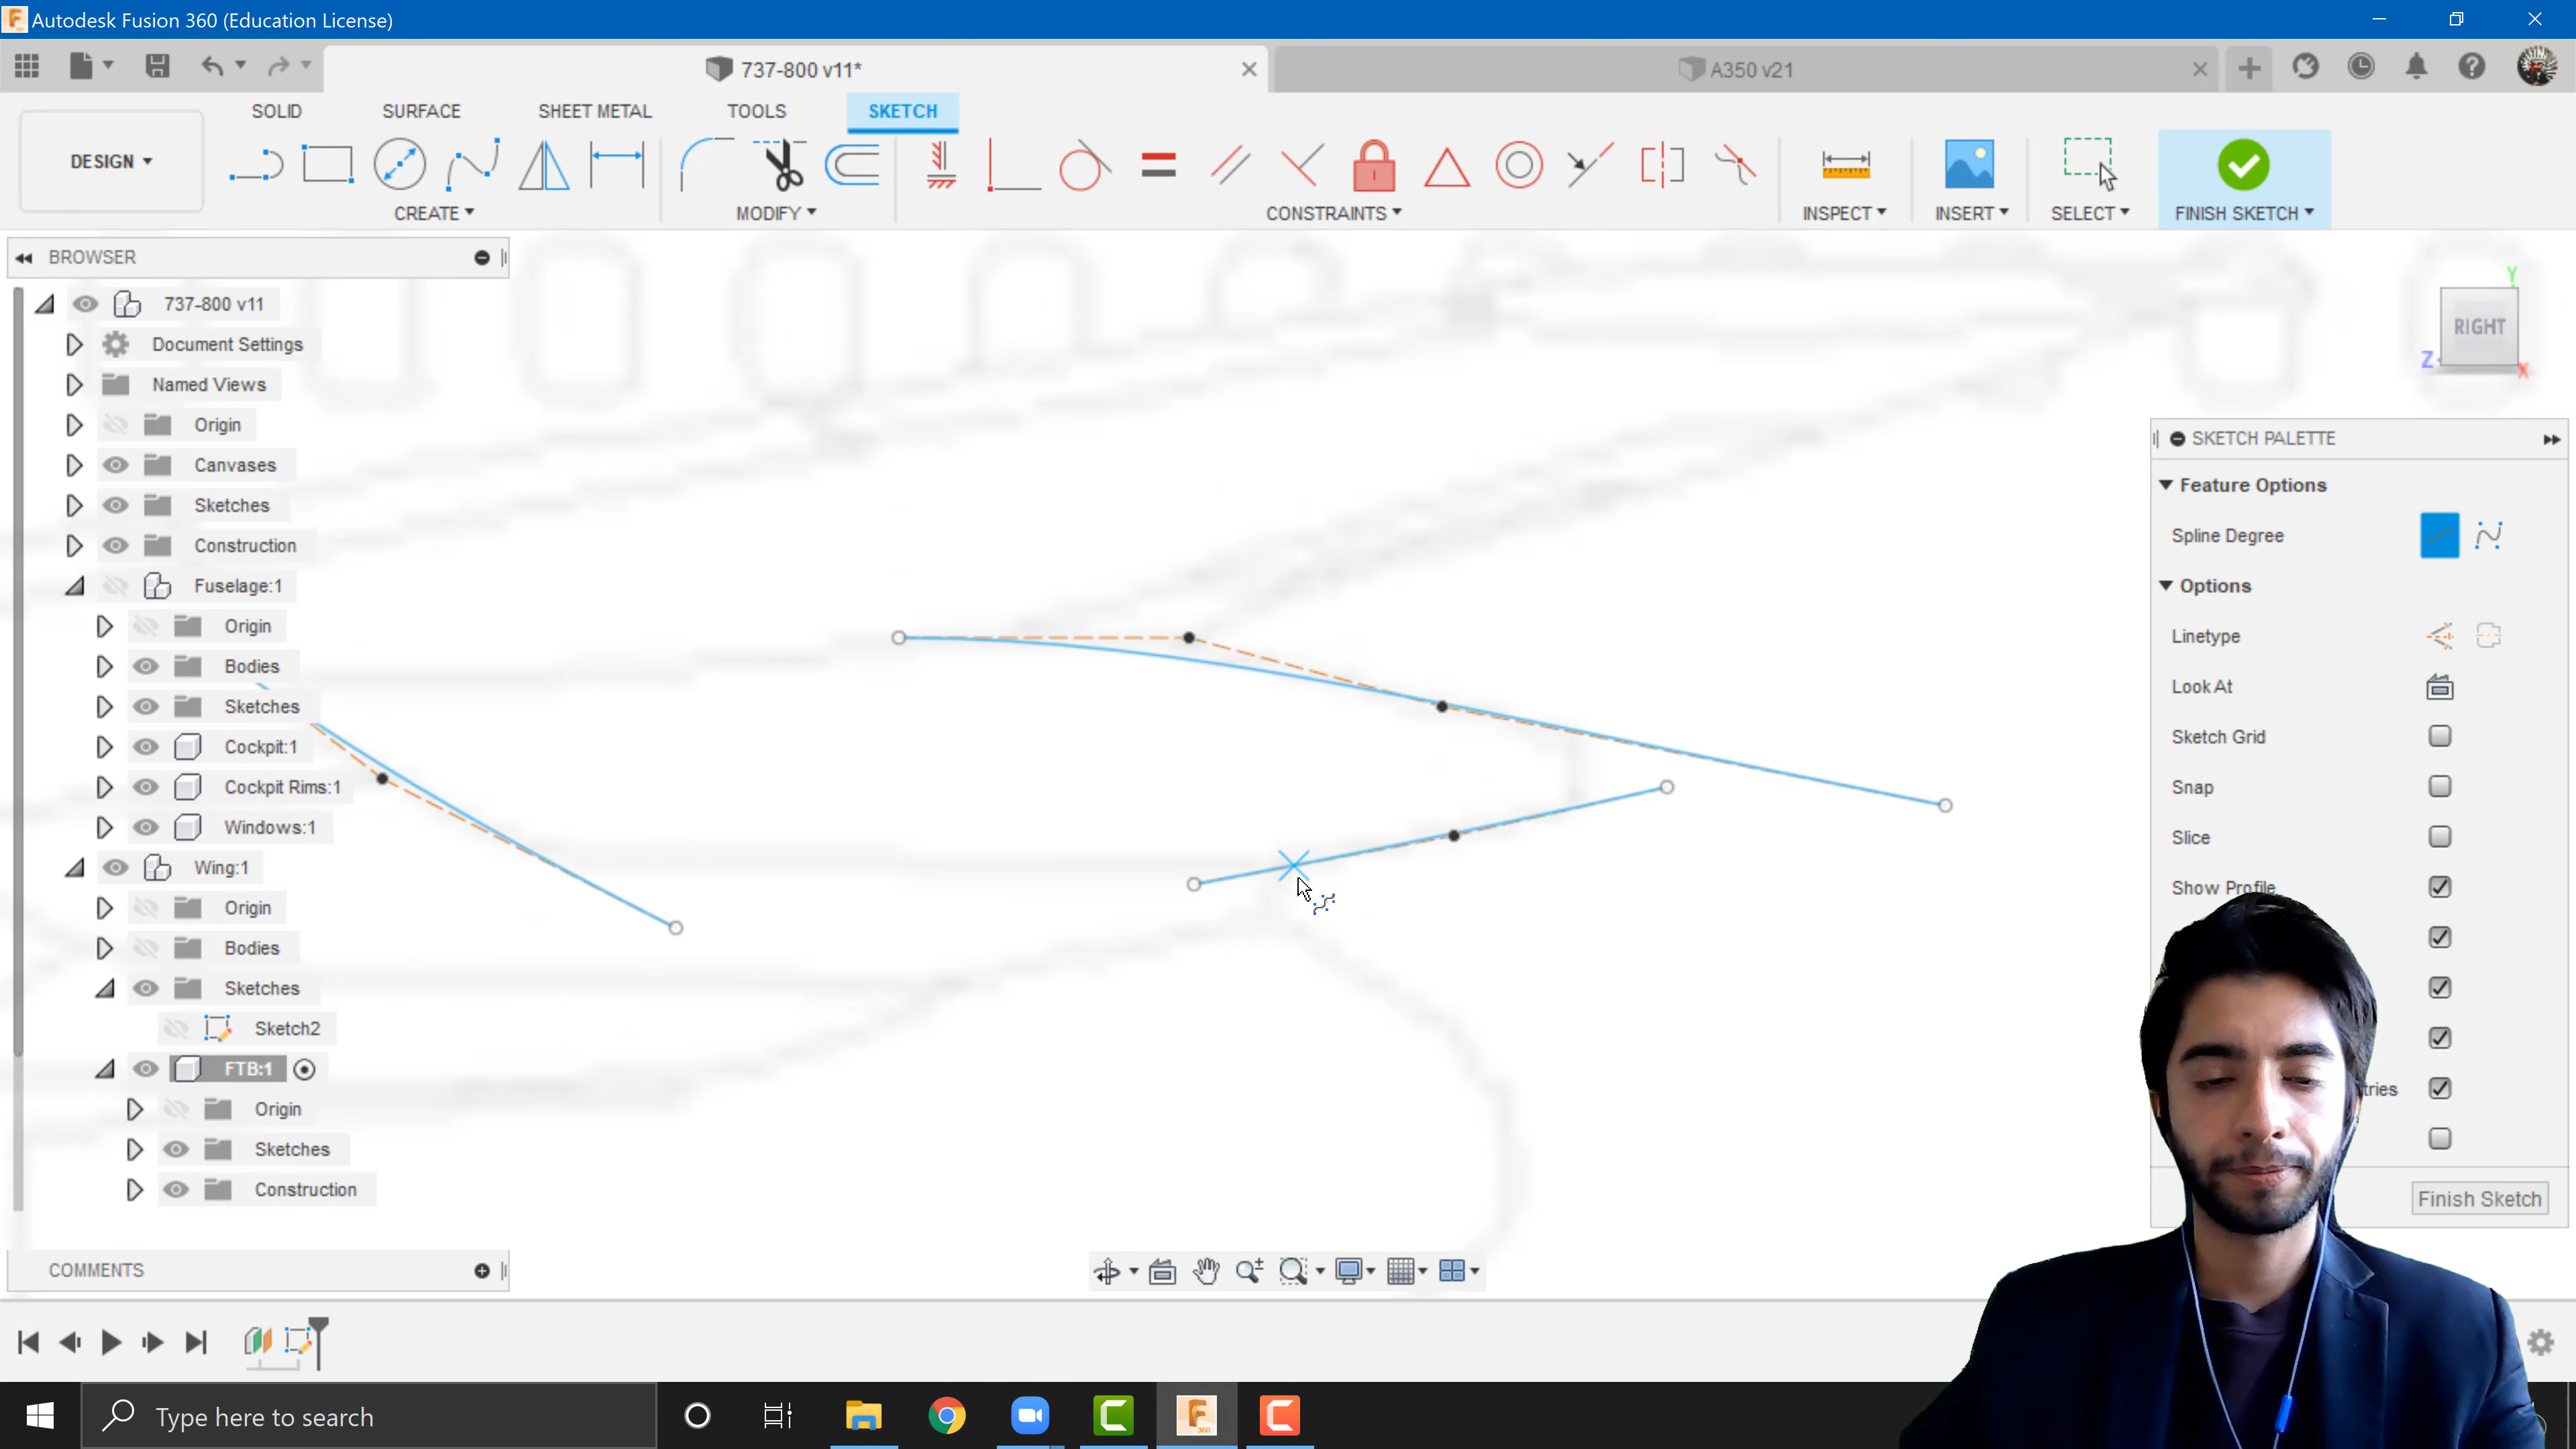 Autodesk Fusion 360 (Education License)
737-800 v11*
A350 v21
DESIGN
SOLID
SURFACE
SHEET METAL
TOOLS
SKETCH
CREATE
MODIFY
CONSTRAINTS
INSPECT
INSERT
SELECT
FINISH SKETCH
BROWSER
737-800 v11
Document Settings
Named Views
Origin
Canvases
Sketches
Construction
Fuselage:1
Origin
Bodies
Sketches
Cockpit:1
Cockpit Rims:1
Windows:1
Wing:1
Origin
Bodies
Sketches
Sketch2
FTB:1
Origin
Sketches
Construction
Y
RIGHT
Z
X
SKETCH PALETTE
Feature Options
Spline Degree
Options
Linetype
Look At
Sketch Grid
Snap
Slice
Show Profile
tries
Finish Sketch
COMMENTS
Type here to search
360